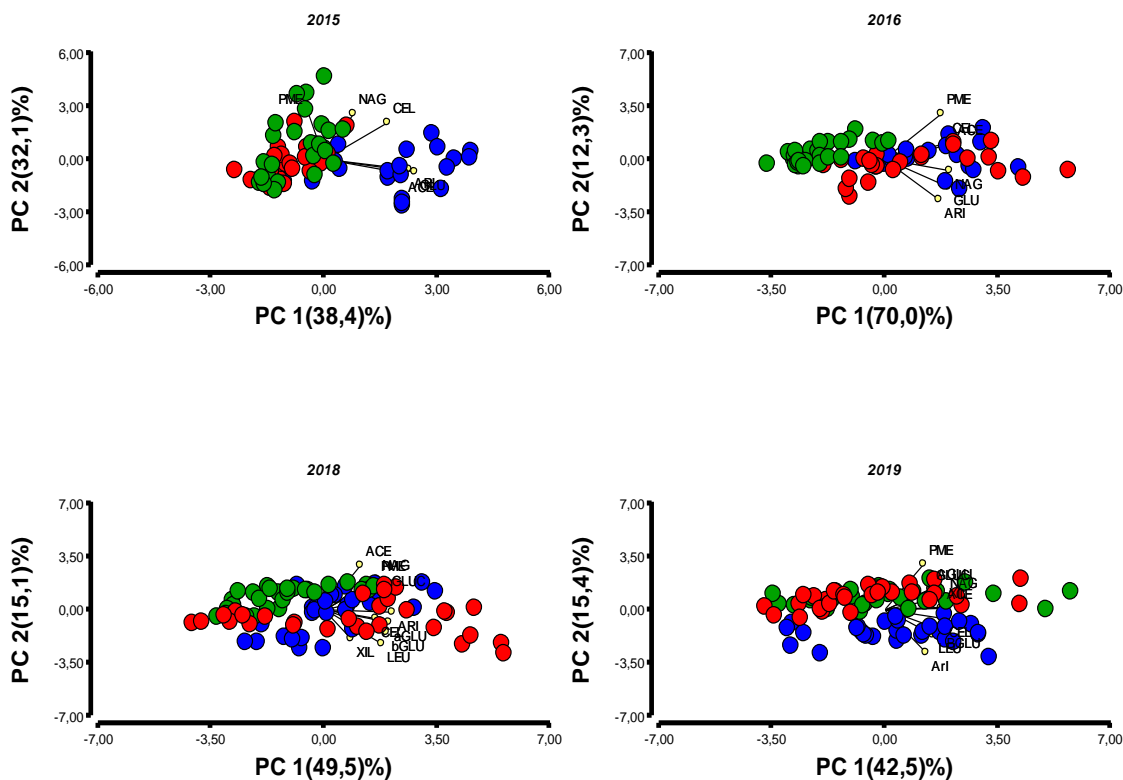 2015
6,00
3,00
0,00
-3,00
-6,00
PC 2(32,1)%)
PME
NAG
CEL
-6,00
-3,00
0,00
3,00
6,00
PC 1(38,4)%)
2016
7,00
3,50
0,00
-3,50
-7,00
PC 2(12,3)%)
PME
NAG
GLU
ARI
-7,00
-3,50
0,00
3,50
7,00
PC 1(70,0)%)
2018
7,00
3,50
0,00
-3,50
-7,00
PC 2(15,1)%)
ACE
ARI
XIL
LEU
-7,00
-3,50
0,00
3,50
7,00
PC 1(49,5)%)
2019
7,00
3,50
0,00
-3,50
-7,00
PC 2(15,4)%)
PME
NAG
LEU
ArI
-7,00
-3,50
0,00
3,50
7,00
PC 1(42,5)%)